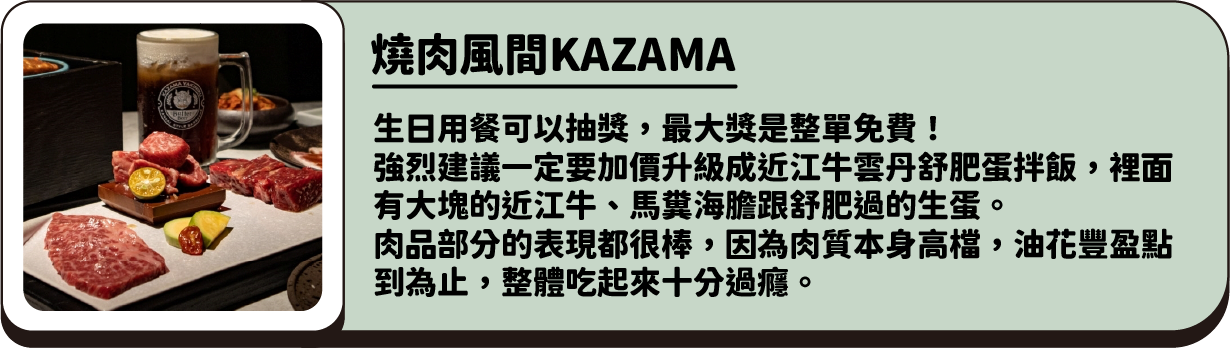 燒肉風間KAZAMA
生日用餐可以抽獎，最大獎是整單免費！
強烈建議一定要加價升級成近江牛雲丹舒肥蛋拌飯，裡面
有大塊的近江牛、馬糞海膽跟舒肥過的生蛋。
肉品部分的表現都很棒，因為肉質本身高檔，油花豐盈點
到為止，整體吃起來十分過癮。